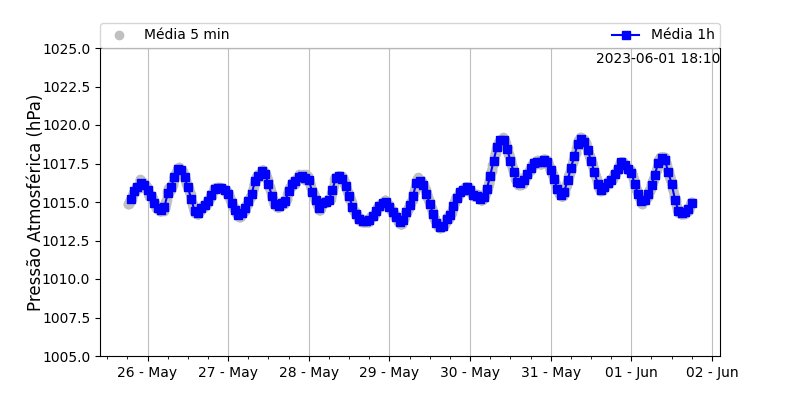 Média 5 min
Média 1h
2023-06-01 18:10
Pressão Atmosférica (hPa)
1025.0
1022.5
1020.0
1017.5
1015.0
1012.5
1010.0
1007.5
1005.0
26 - May
27 - May
28 - May
29 - May
30 - May
31 - May
01 - Jun
02 - Jun